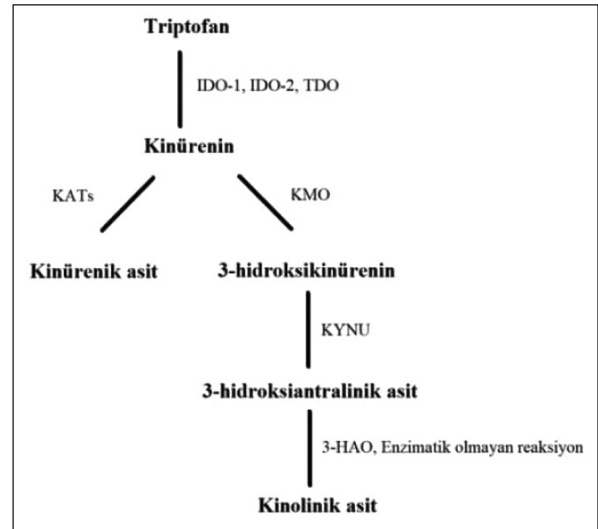 Triptofan
IDO-1, IDO-2, TDO
Kinürenin
KATs
KMO
Kinürenik asit
3-hidroksikinürenin
KYNU
3-hidroksiantralinik asit
3-HAO, Enzimatik olmayan reaksiyon
Kinolinik asit